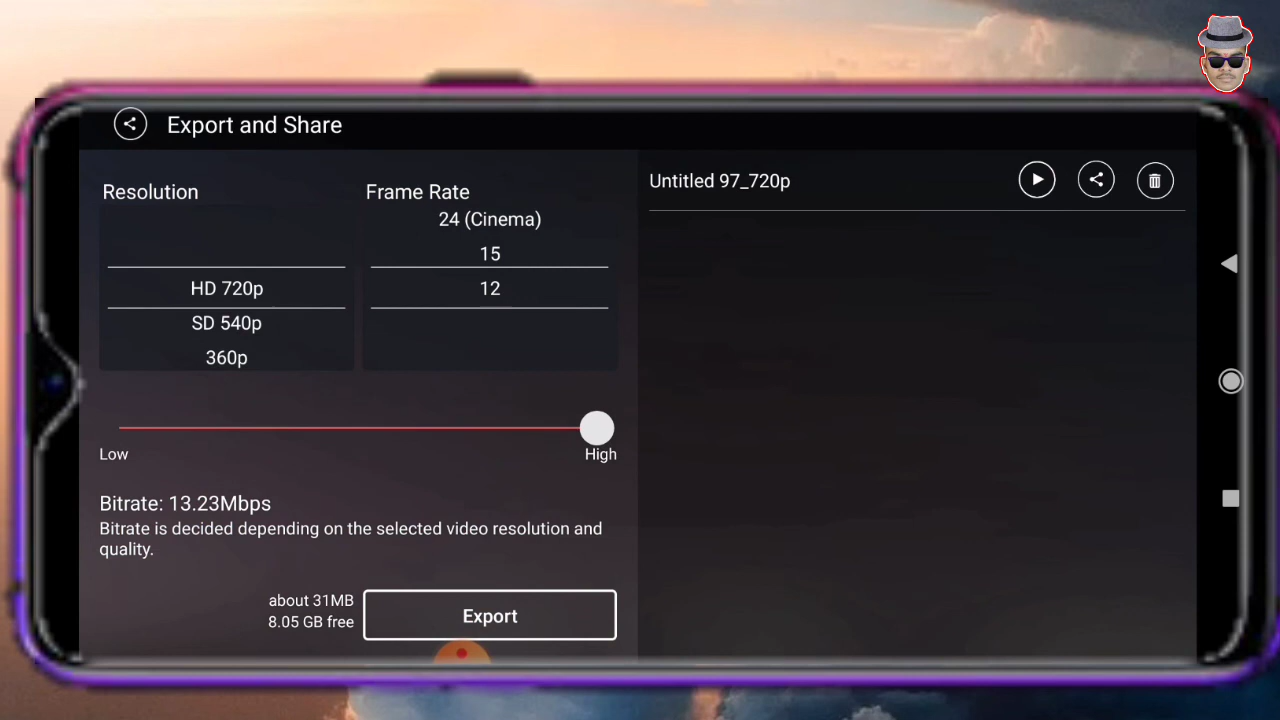 Export and Share
Resolution
Frame Rate
24 (Cinema)
15
HD 720p
12
SD 540p
360p
Low
High
Bitrate: 13.23Mbps
Bitrate is decided depending on the selected video resolution and
quality.
about 31MB
8.05 GB free
Export
Untitled 97_720p